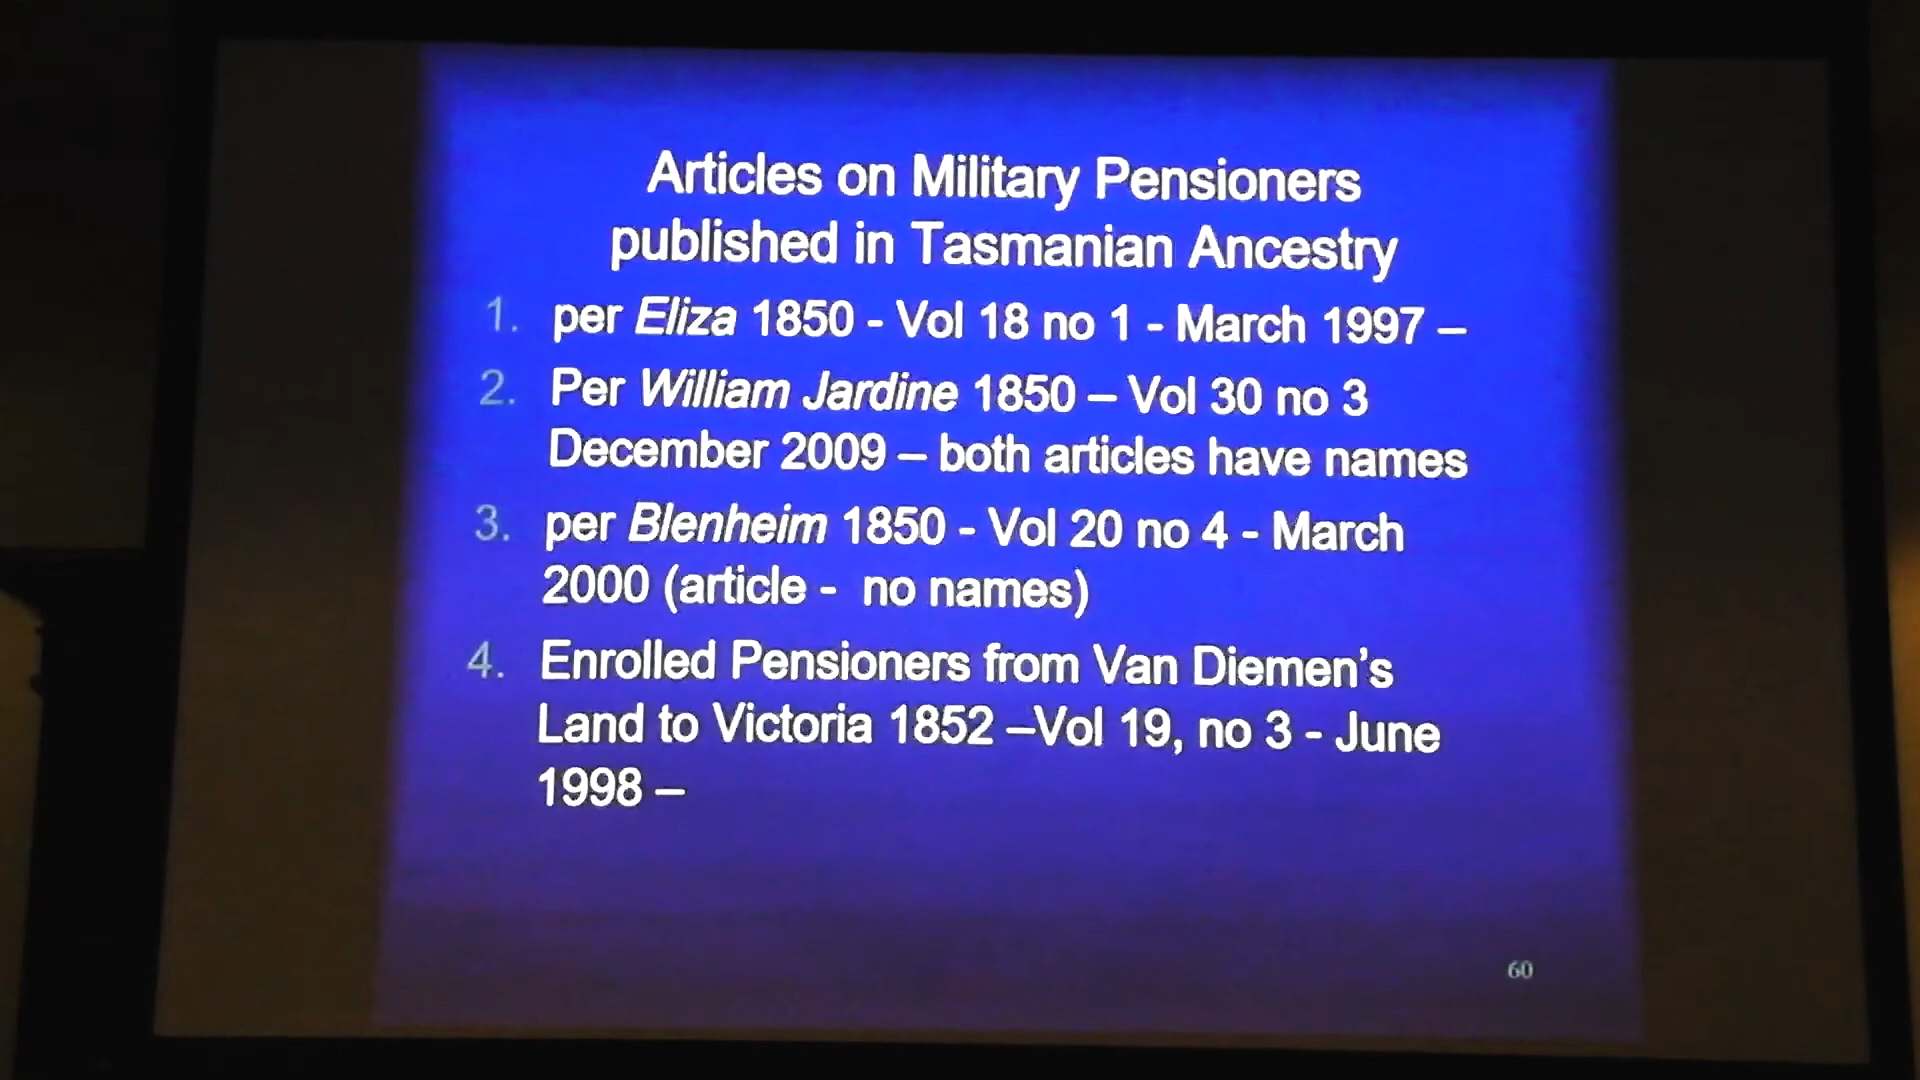 Articles on Military Pensioners
published in Tasmanian Ancestry
1. per Eliza 1850 - Vol 18 no 1 - March 1997 –
2. Per William Jardine 1850 – Vol 30 no 3
December 2009 – both articles have names
3. per Blenheim 1850 - Vol 20 no 4 - March
2000 (article -  no names)
4. Enrolled Pensioners from Van Diemen’s
Land to Victoria 1852 –Vol 19, no 3 - June
1998 –
60